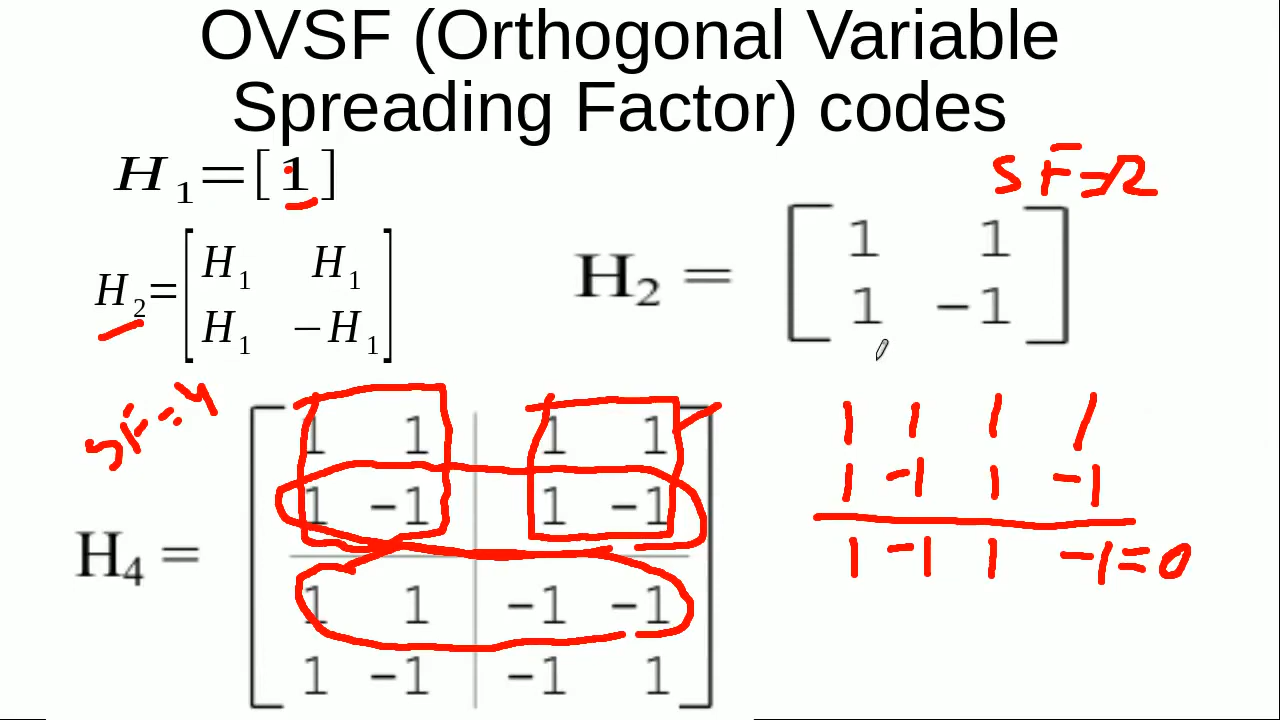 OVSF (Orthogonal Variable
Spreading Factor) codes
H1=[1]
SF=2
H2=[H1 H1
H1 −H1]
H2 = [1 1
1 −1]
SF=4
H4 =
1 1 1 1
1 −1 1 −1
1 1 −1 −1
1 −1 −1 1
1 1 1 1
1 -1 1 -1
1 -1 1 -1=0